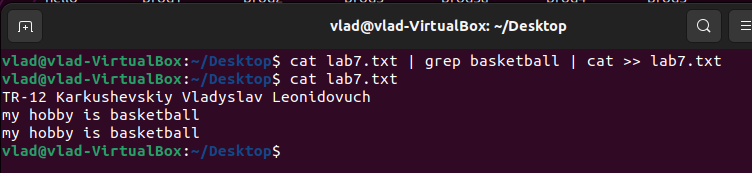 vlad@vlad-VirtualBox: ~/Desktop
vlad@vlad-VirtualBox:~/Desktop$ cat lab7.txt | grep basketball | cat >> lab7.txt
vlad@vlad-VirtualBox:~/Desktop$ cat lab7.txt
TR-12 Karkushevskiy Vladyslav Leonidovuch
my hobby is basketball
my hobby is basketball
vlad@vlad-VirtualBox:~/Desktop$